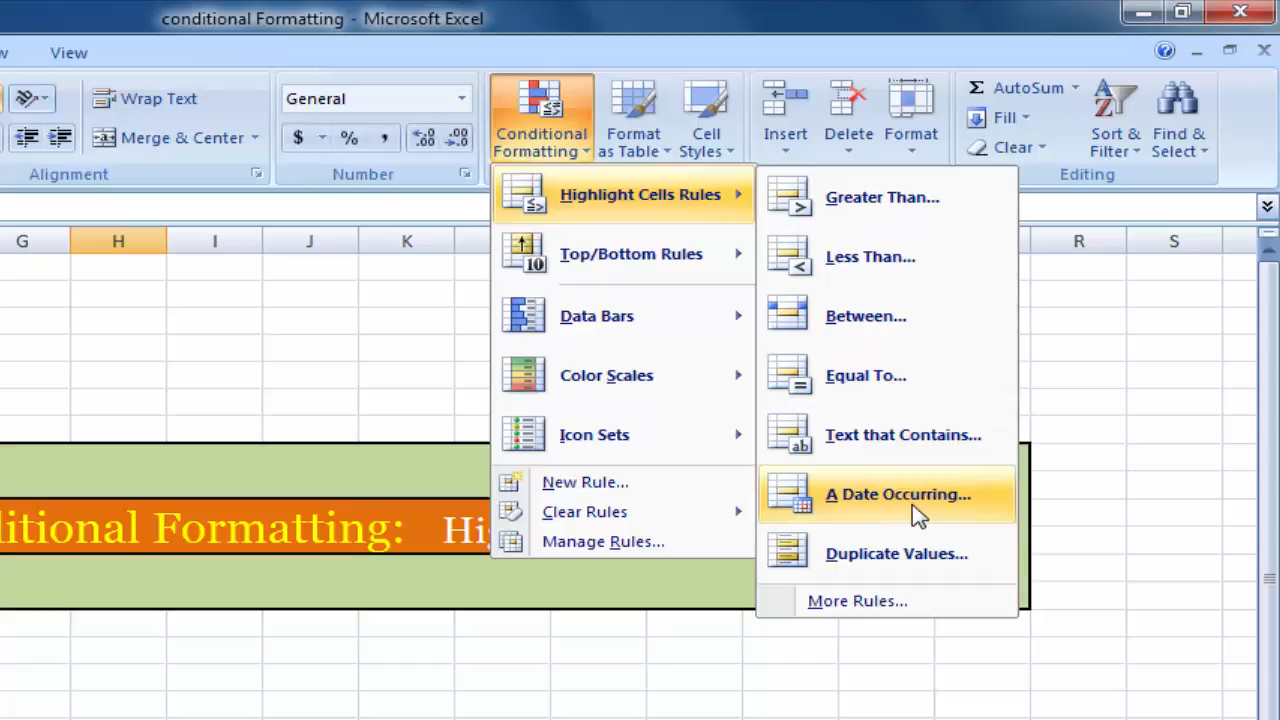 conditional Formatting - Microsoft Excel
View
Wrap Text
General
Conditional Formatting
Format as Table
Cell Styles
Insert
Delete
Format
AutoSum
Fill
Clear
Sort & Filter
Find & Select
Merge & Center
$ % ,
Alignment
Number
Editing
Highlight Cells Rules
Top/Bottom Rules
Data Bars
Color Scales
Icon Sets
New Rule...
Clear Rules
Manage Rules...
Greater Than...
Less Than...
Between...
Equal To...
Text that Contains...
A Date Occurring...
Duplicate Values...
More Rules...
G H I J K R S
ditional Formatting: Hi